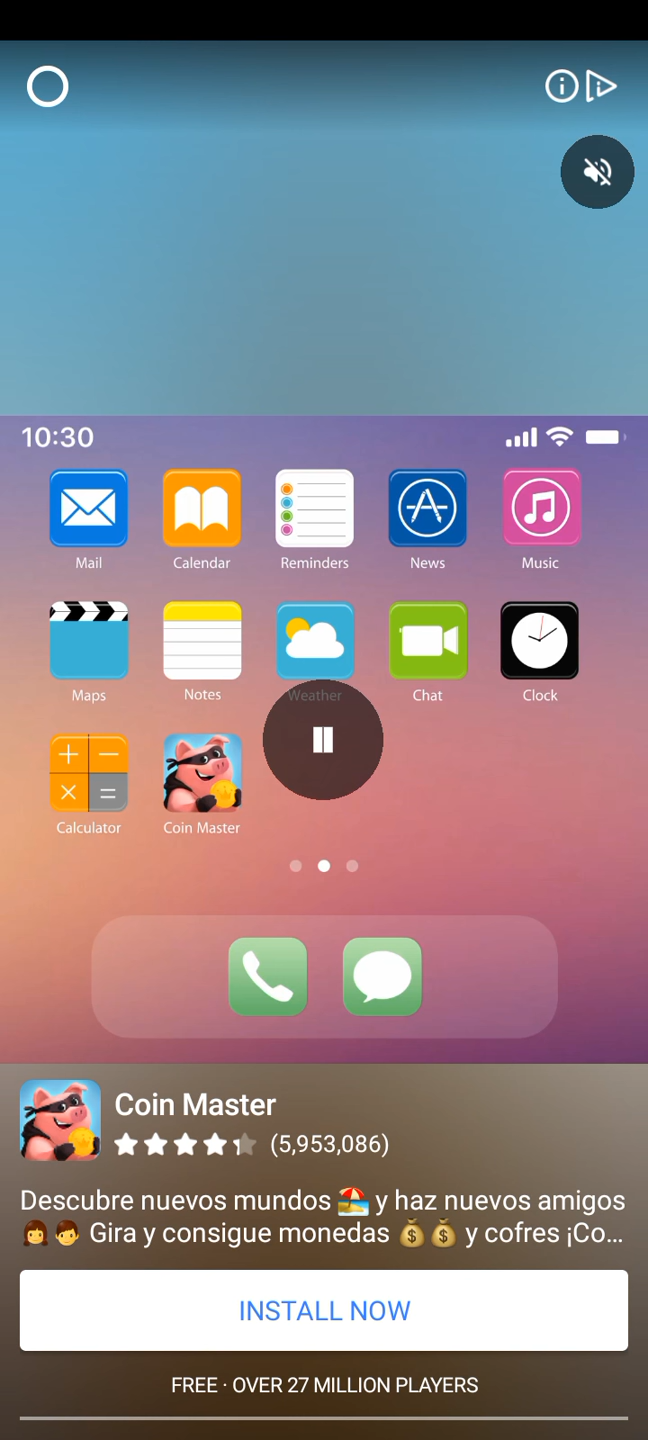 10:30
Mail Calendar Reminders News Music
Maps Notes Weather Chat Clock
Calculator Coin Master
Coin Master
(5,953,086)
Descubre nuevos mundos 🏖️ y haz nuevos amigos
👩🧑 Gira y consigue monedas 💰💰 y cofres ¡Co…
INSTALL NOW
FREE · OVER 27 MILLION PLAYERS